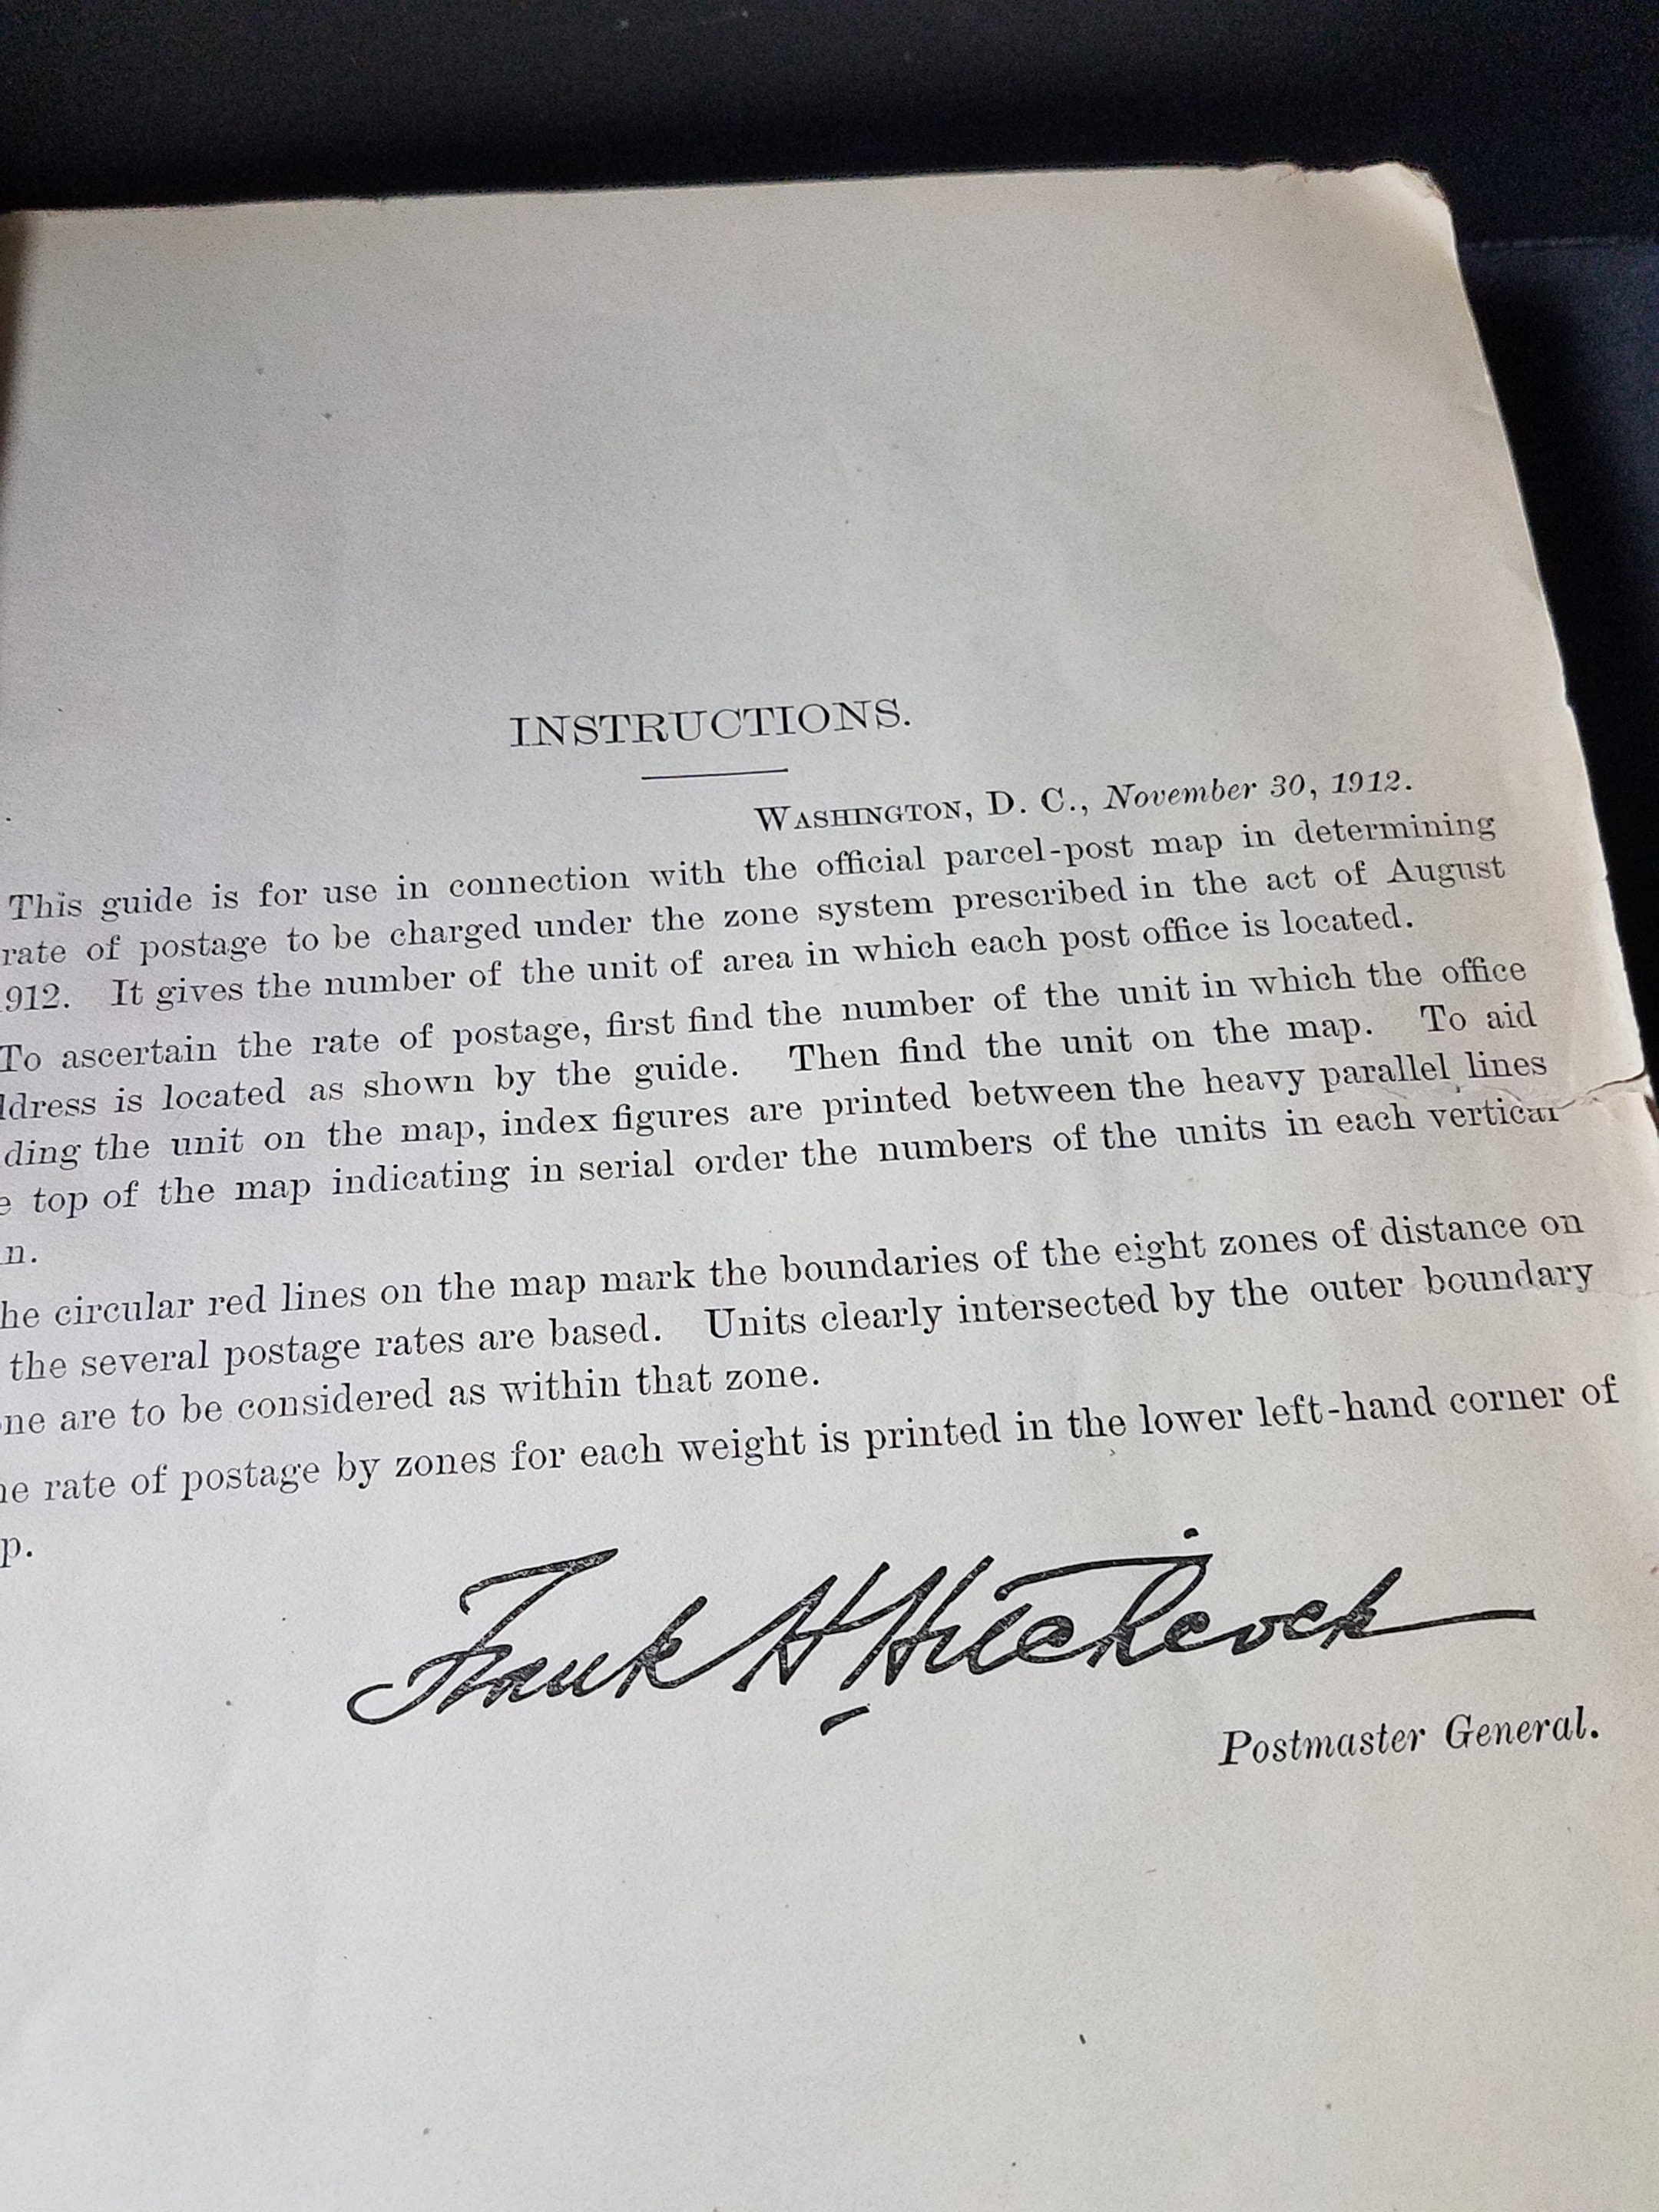 INSTRUCTIONS.
WASHINGTON, D. C., November 30, 1912.
This guide is for use in connection with the official parcel-post map in determining
rate of postage to be charged under the zone system prescribed in the act of August
912. It gives the number of the unit of area in which each post office is located.
To ascertain the rate of postage, first find the number of the unit in which the office
ddress is located as shown by the guide. Then find the unit on the map. To aid
ding the unit on the map, index figures are printed between the heavy parallel lines
e top of the map indicating in serial order the numbers of the units in each vertical
n.
he circular red lines on the map mark the boundaries of the eight zones of distance on
the several postage rates are based. Units clearly intersected by the outer boundary
one are to be considered as within that zone.
he rate of postage by zones for each weight is printed in the lower left-hand corner of
p.
Frank H Hitchcock
Postmaster General.